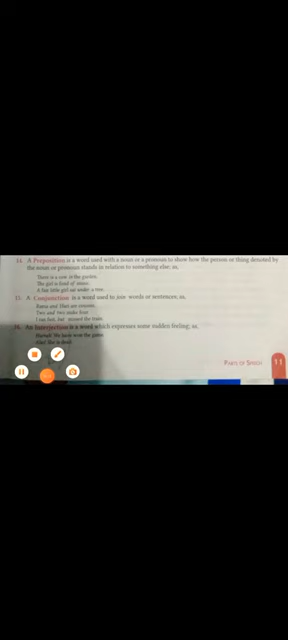 14. A Preposition is a word used with a noun or a pronoun to show how the person or thing denoted by
the noun or pronoun stands in relation to something else; as,
There is a cow in the garden.
The girl is fond of music.
A fair little girl sat under a tree.
15. A Conjunction is a word used to join words or sentences; as,
Rama and Hari are cousins.
Two and two make four.
I ran fast, but missed the train.
16. An Interjection is a word which expresses some sudden feeling; as,
Hurrah! We have won the game.
Alas! She is dead.
PARTS OF SPEECH 11